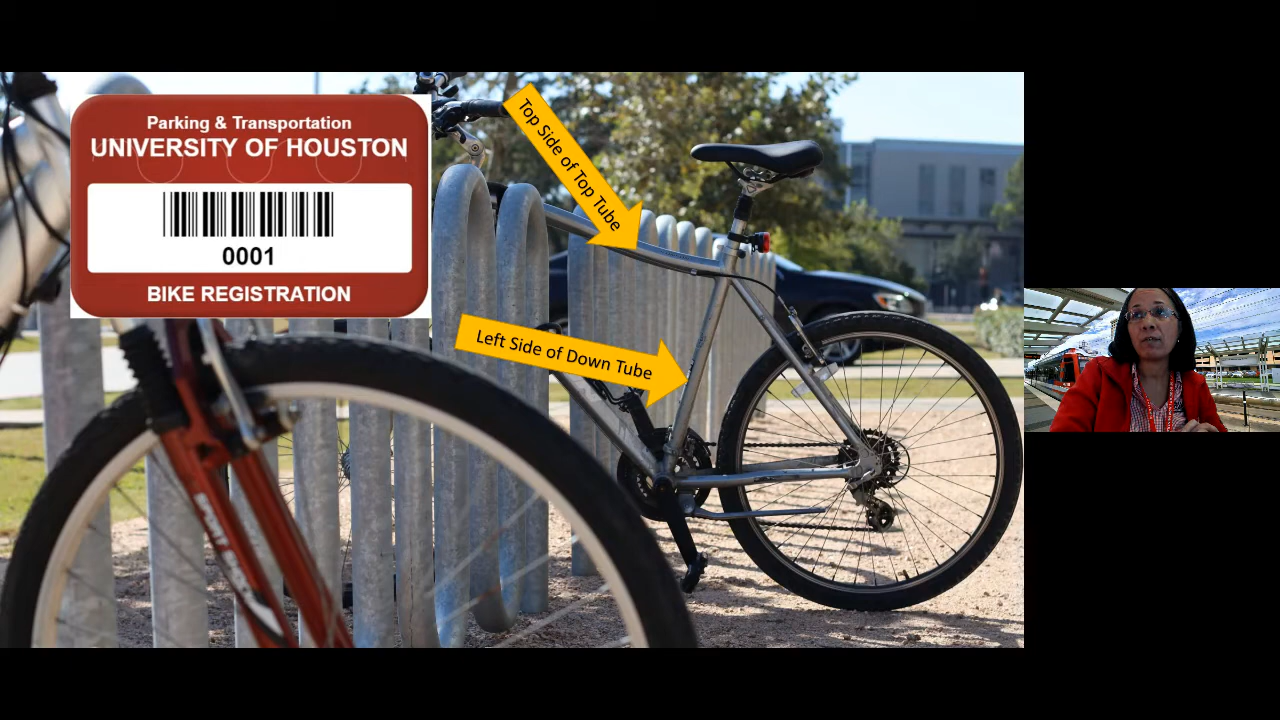 Parking & Transportation
UNIVERSITY OF HOUSTON
0001
BIKE REGISTRATION
Top Side of Top Tube
Left Side of Down Tube